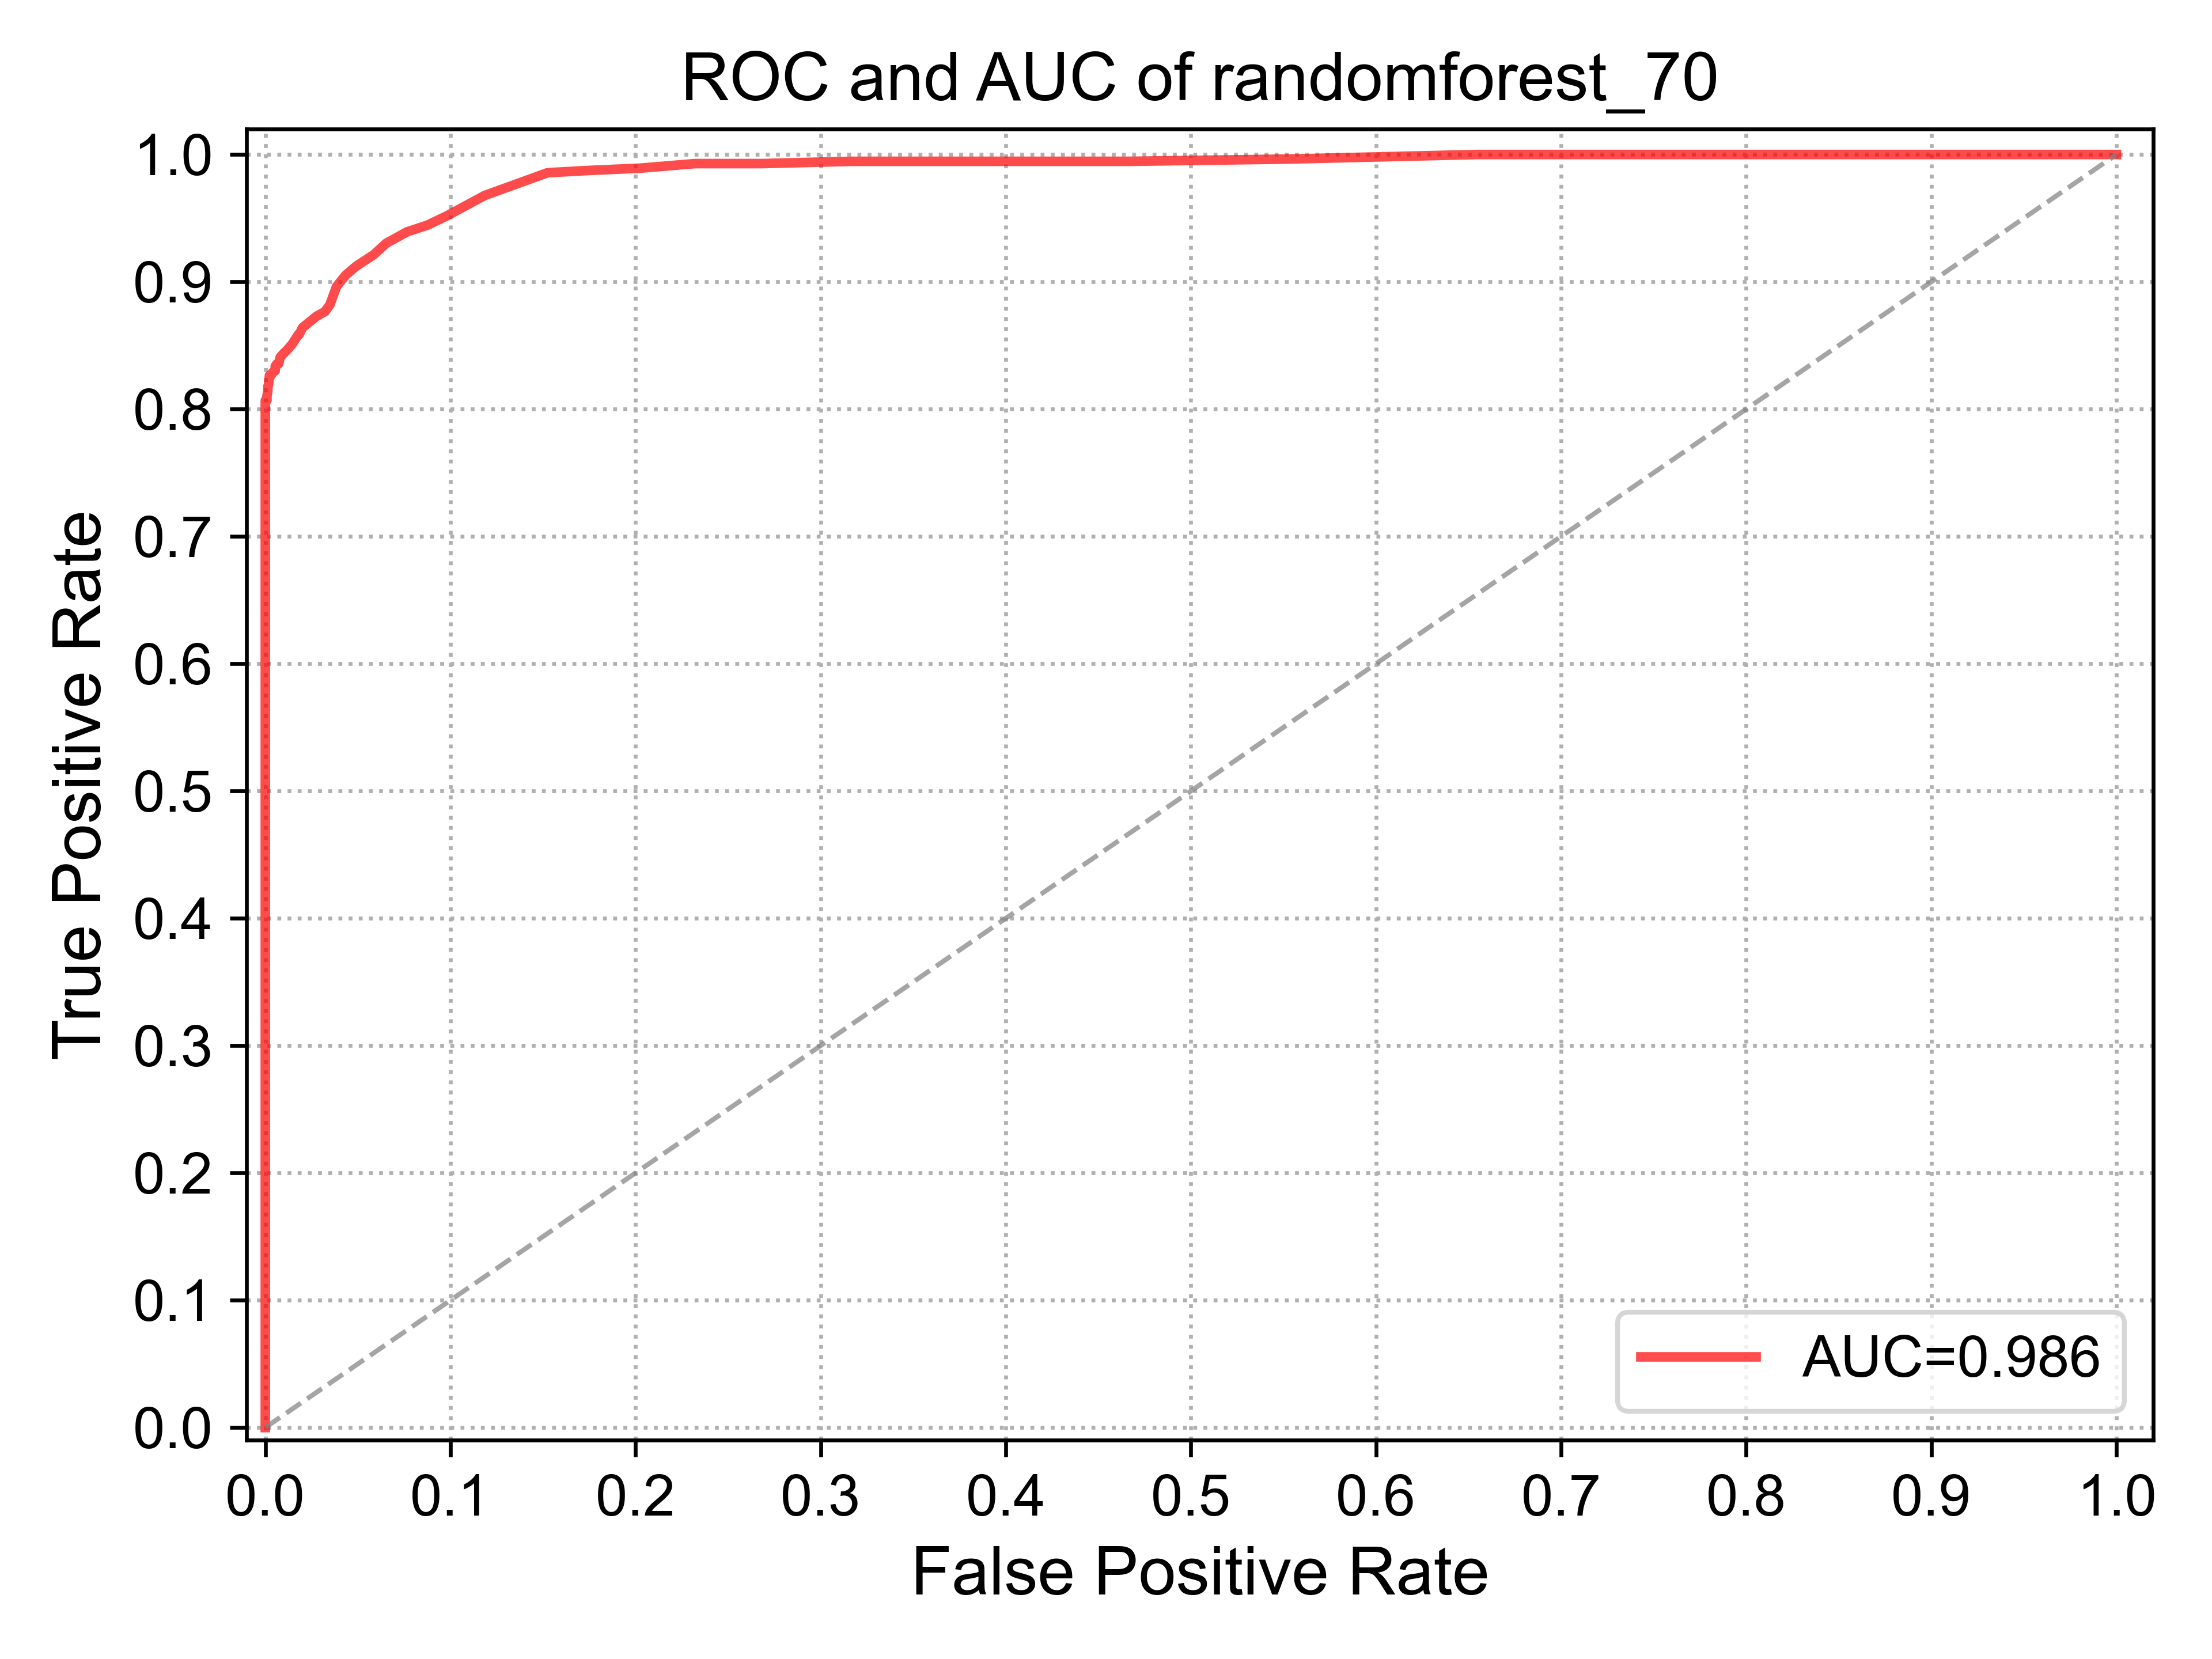 ROC and AUC of randomforest_70
True Positive Rate
1.0
0.9
0.8
0.7
0.6
0.5
0.4
0.3
0.2
0.1
0.0
AUC=0.986
0.0 0.1 0.2 0.3 0.4 0.5 0.6 0.7 0.8 0.9 1.0
False Positive Rate